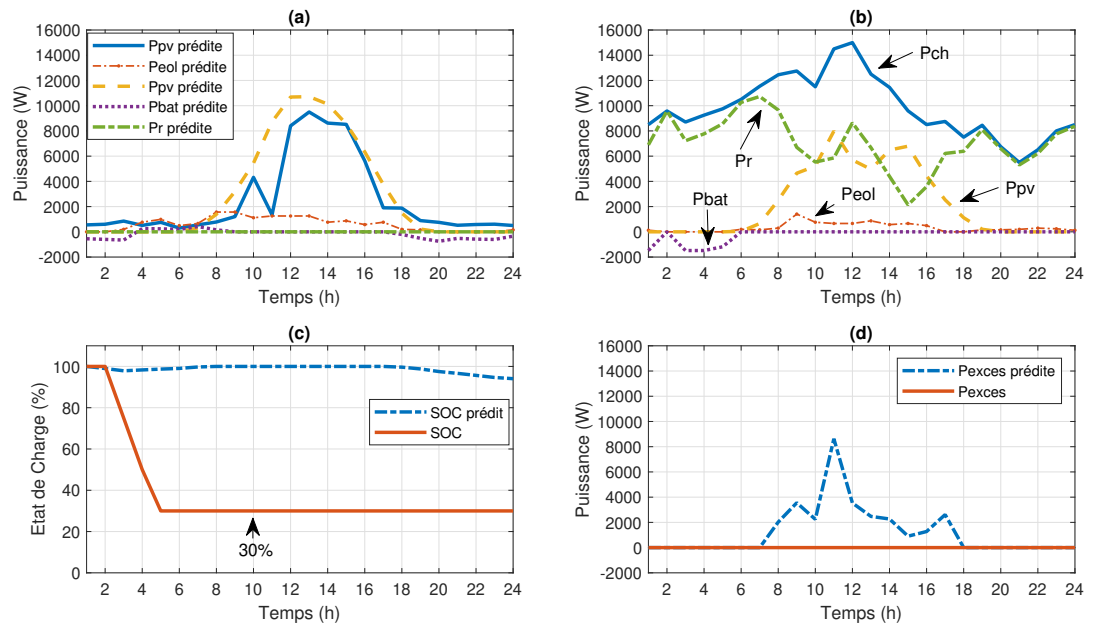 (a)
16000
14000
12000
10000
8000
6000
4000
2000
0
-2000
Puissance (W)
Ppv prédite
Peol prédite
Ppv prédite
Pbat prédite
Pr prédite
2 4 6 8 10 12 14 16 18 20 22 24
Temps (h)
(b)
16000
14000
12000
10000
8000
6000
4000
2000
0
-2000
Puissance (W)
Pch
Pr
Pbat
Peol
Ppv
2 4 6 8 10 12 14 16 18 20 22 24
Temps (h)
(c)
100
80
60
40
20
0
Etat de Charge (%)
SOC prédit
SOC
30%
2 4 6 8 10 12 14 16 18 20 22 24
Temps (h)
(d)
16000
14000
12000
10000
8000
6000
4000
2000
0
-2000
Puissance (W)
Pexces prédite
Pexces
2 4 6 8 10 12 14 16 18 20 22 24
Temps (h)